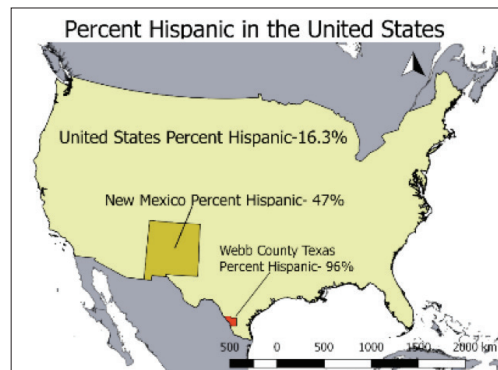 Percent Hispanic in the United States
United States Percent Hispanic-16.3%
New Mexico Percent Hispanic- 47%
Webb County Texas
Percent Hispanic- 96%
500 0 500 1000 1500 2000 km